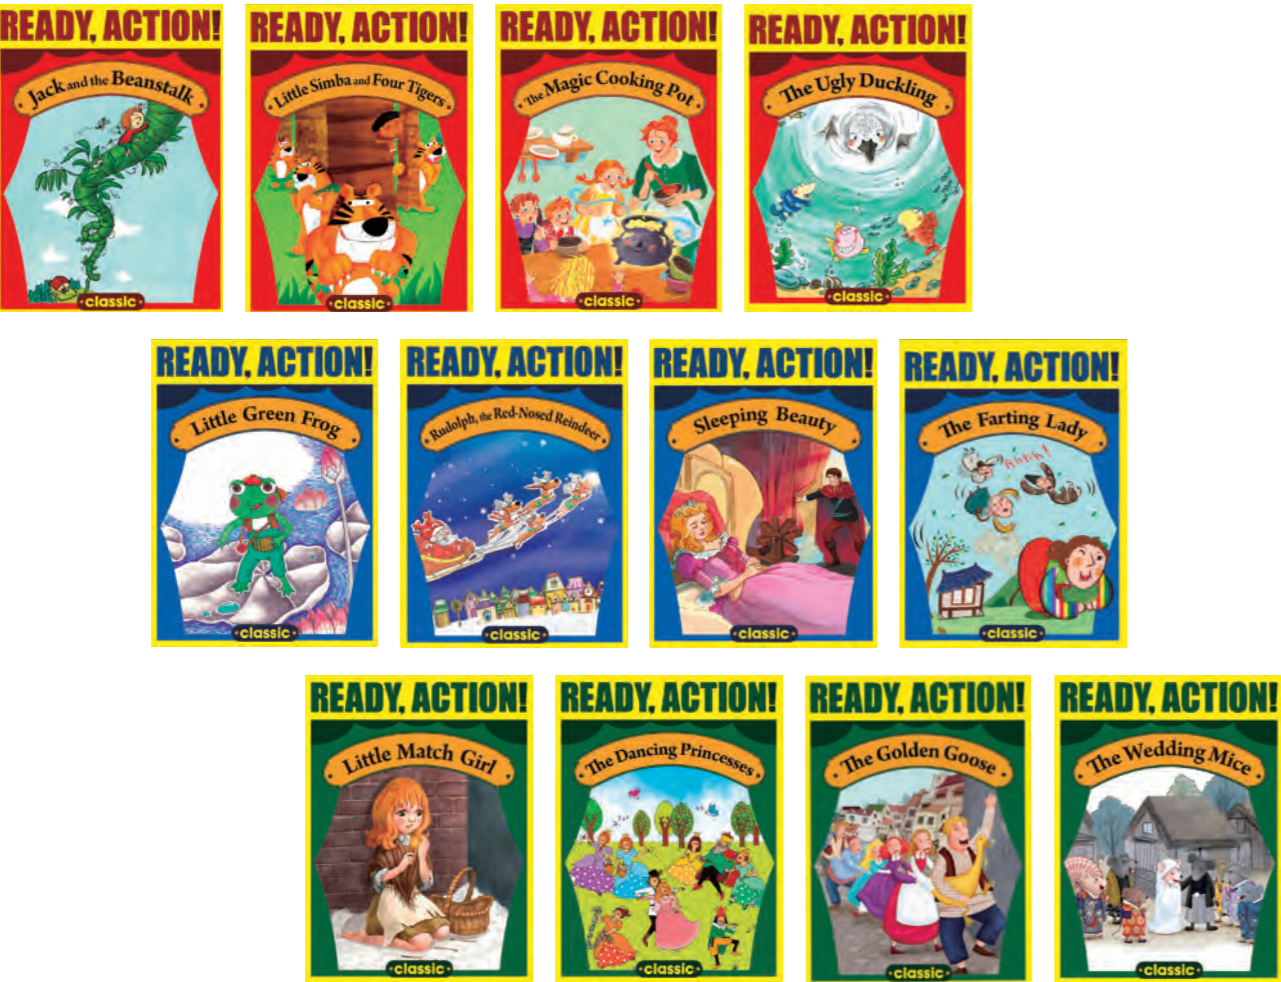 READY, ACTION!
Jack and the Beanstalk
classic
READY, ACTION!
Little Simba and Four Tigers
classic
READY, ACTION!
The Magic Cooking Pot
classic
READY, ACTION!
The Ugly Duckling
classic
READY, ACTION!
Little Green Frog
classic
READY, ACTION!
Rudolph, the Red-Nosed Reindeer
classic
READY, ACTION!
Sleeping Beauty
classic
READY, ACTION!
The Farting Lady
Ahhh!
classic
READY, ACTION!
Little Match Girl
classic
READY, ACTION!
The Dancing Princesses
classic
READY, ACTION!
The Golden Goose
classic
READY, ACTION!
The Wedding Mice
classic